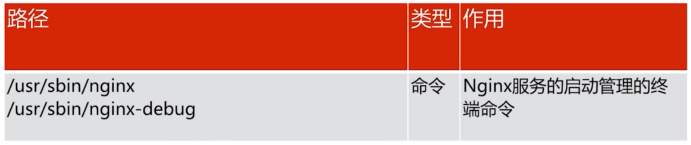 路径 类型 作用
/usr/sbin/nginx 命令 Nginx服务的启动管理的终
/usr/sbin/nginx-debug 端命令